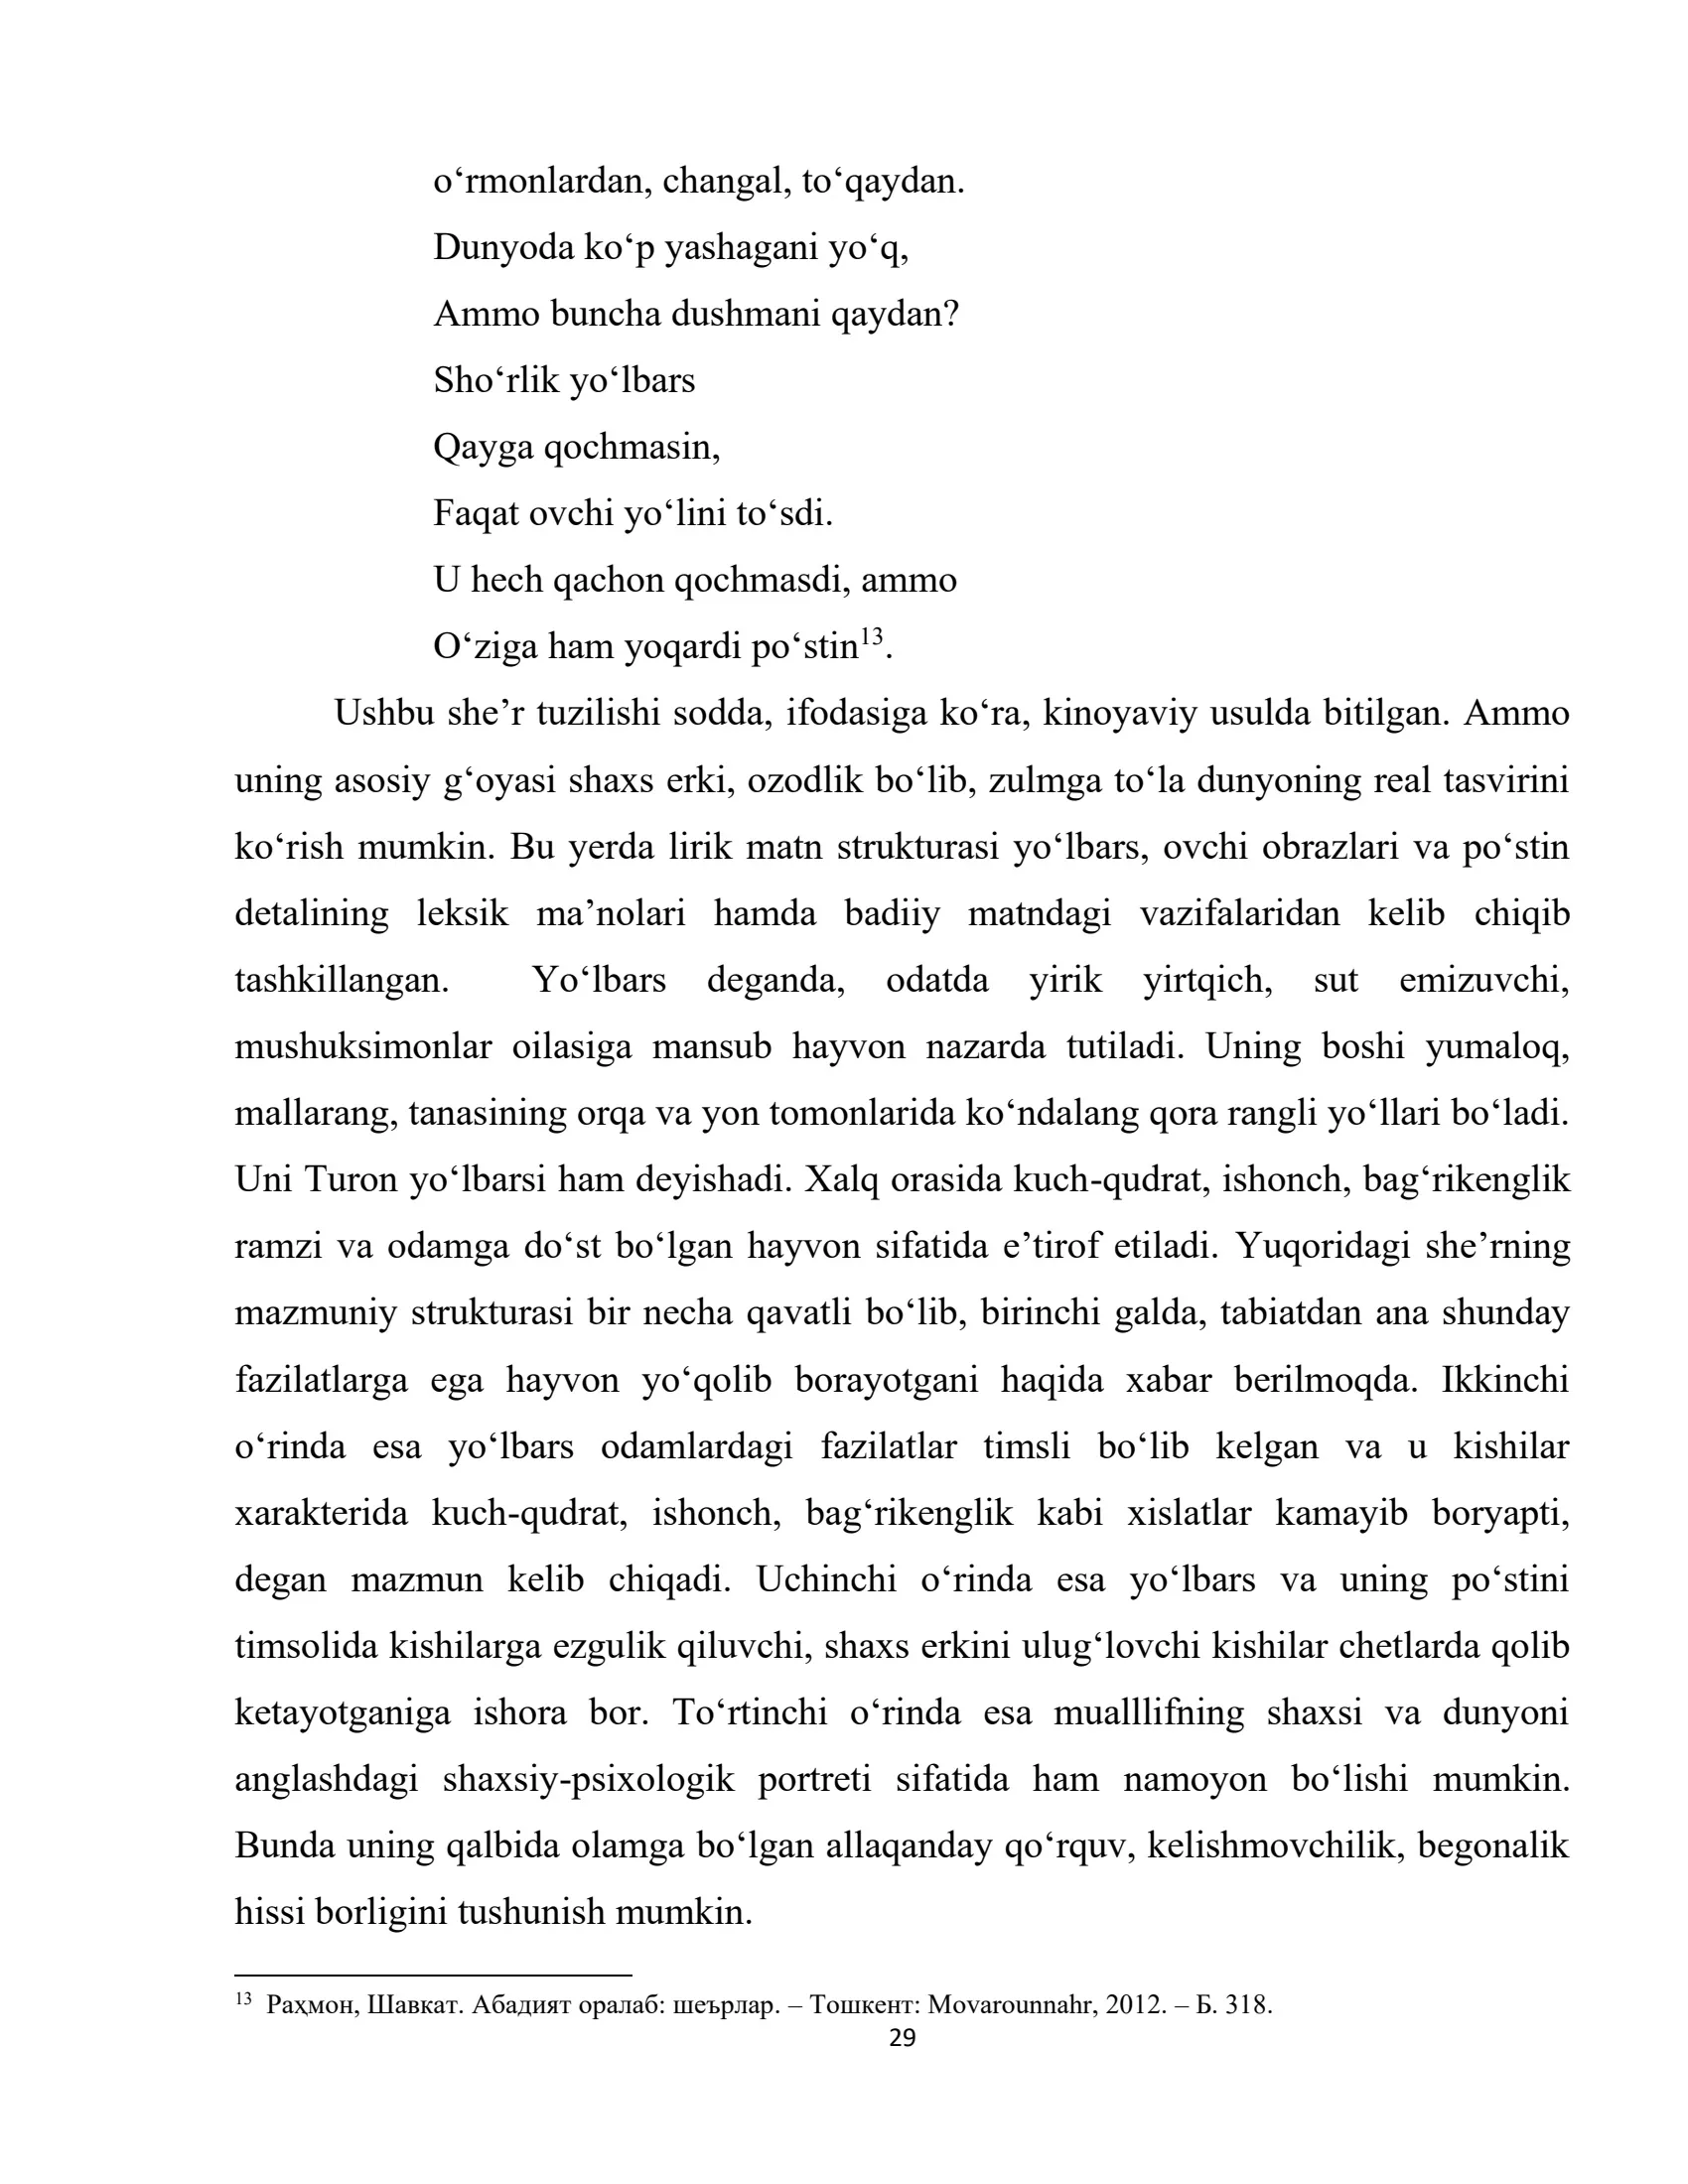 o‘rmonlardan, changal, to‘qaydan.
Dunyoda ko‘p yashagani yo‘q,
Ammo buncha dushmani qaydan?
Sho‘rlik yo‘lbars
Qayga qochmasin,
Faqat ovchi yo‘lini to‘sdi.
U hech qachon qochmasdi, ammo
O‘ziga ham yoqardi po‘stin13.
Ushbu she’r tuzilishi sodda, ifodasiga ko‘ra, kinoyaviy usulda bitilgan. Ammo
uning asosiy g‘oyasi shaxs erki, ozodlik bo‘lib, zulmga to‘la dunyoning real tasvirini
ko‘rish mumkin. Bu yerda lirik matn strukturasi yo‘lbars, ovchi obrazlari va po‘stin
detalining leksik ma’nolari hamda badiiy matndagi vazifalaridan kelib chiqib
tashkillangan. Yo‘lbars deganda, odatda yirik yirtqich, sut emizuvchi,
mushuksimonlar oilasiga mansub hayvon nazarda tutiladi. Uning boshi yumaloq,
mallarang, tanasining orqa va yon tomonlarida ko‘ndalang qora rangli yo‘llari bo‘ladi.
Uni Turon yo‘lbarsi ham deyishadi. Xalq orasida kuch-qudrat, ishonch, bag‘rikenglik
ramzi va odamga do‘st bo‘lgan hayvon sifatida e’tirof etiladi. Yuqoridagi she’rning
mazmuniy strukturasi bir necha qavatli bo‘lib, birinchi galda, tabiatdan ana shunday
fazilatlarga ega hayvon yo‘qolib borayotgani haqida xabar berilmoqda. Ikkinchi
o‘rinda esa yo‘lbars odamlardagi fazilatlar timsli bo‘lib kelgan va u kishilar
xarakterida kuch-qudrat, ishonch, bag‘rikenglik kabi xislatlar kamayib boryapti,
degan mazmun kelib chiqadi. Uchinchi o‘rinda esa yo‘lbars va uning po‘stini
timsolida kishilarga ezgulik qiluvchi, shaxs erkini ulug‘lovchi kishilar chetlarda qolib
ketayotganiga ishora bor. To‘rtinchi o‘rinda esa mualllifning shaxsi va dunyoni
anglashdagi shaxsiy-psixologik portreti sifatida ham namoyon bo‘lishi mumkin.
Bunda uning qalbida olamga bo‘lgan allaqanday qo‘rquv, kelishmovchilik, begonalik
hissi borligini tushunish mumkin.
13 Раҳмон, Шавкат. Абадият оралаб: шеърлар. – Тошкент: Movarounnahr, 2012. – Б. 318.
29